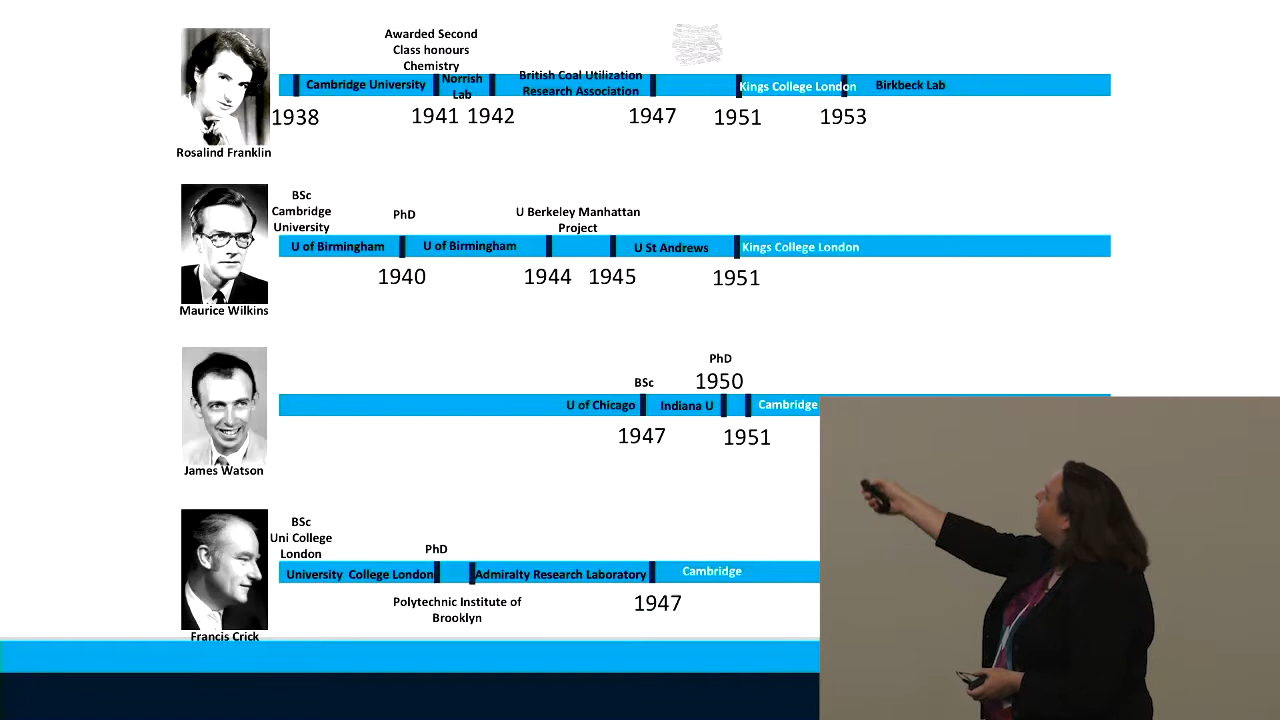 Awarded Second
Class honours
Chemistry
Cambridge University
Norrish
Lab
British Coal Utilization
Research Association
Kings College London
Birkbeck Lab
1938
1941
1942
1947
1951
1953
Rosalind Franklin
BSc
Cambridge
University
PhD
U Berkeley Manhattan
Project
U of Birmingham
U of Birmingham
U St Andrews
Kings College London
1940
1944
1945
1951
Maurice Wilkins
PhD
BSc
1950
U of Chicago
Indiana U
Cambridge
1947
1951
James Watson
BSc
Uni College
London
PhD
University College London
Admiralty Research Laboratory
Cambridge
Polytechnic Institute of
Brooklyn
1947
Francis Crick